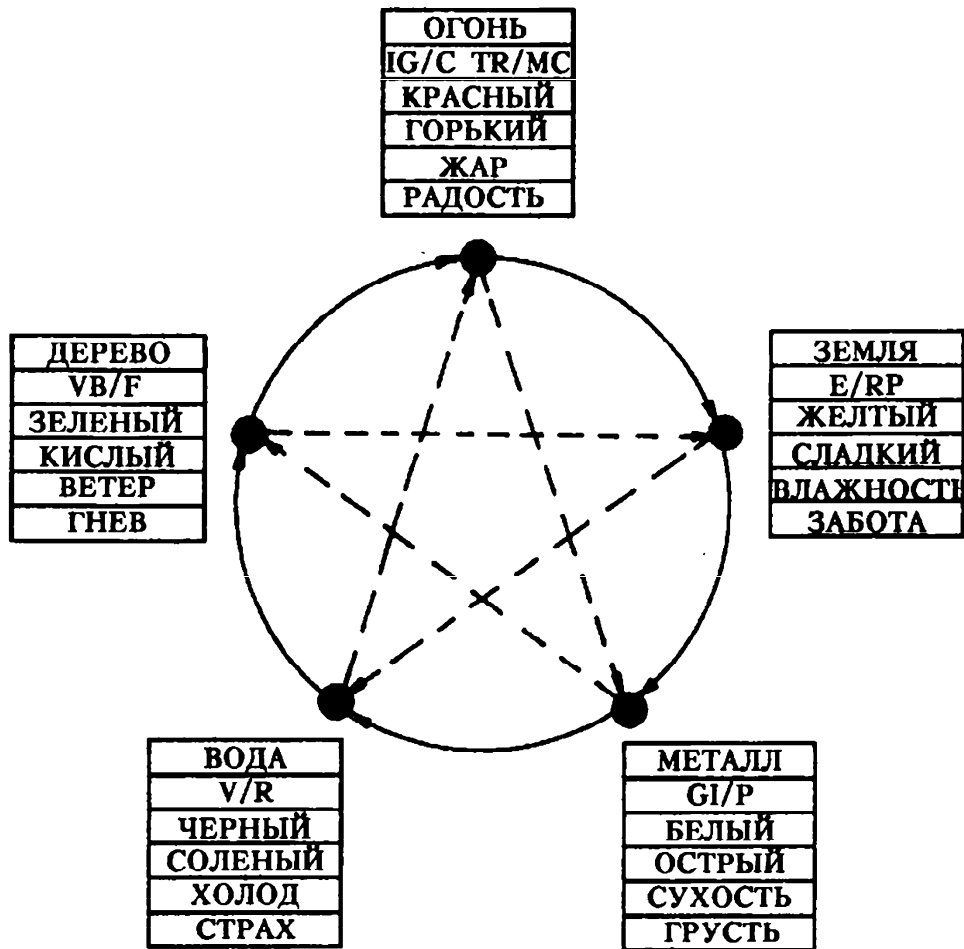 ОГОНЬ
IG/C TR/MC
КРАСНЫЙ
ГОРЬКИЙ
ЖАР
РАДОСТЬ
ДЕРЕВО
VB/F
ЗЕЛЕНЫЙ
КИСЛЫЙ
ВЕТЕР
ГНЕВ
ЗЕМЛЯ
E/RP
ЖЕЛТЫЙ
СЛАДКИЙ
ВЛАЖНОСТЬ
ЗАБОТА
ВОДА
V/R
ЧЕРНЫЙ
СОЛЕНЫЙ
ХОЛОД
СТРАХ
МЕТАЛЛ
GI/P
БЕЛЫЙ
ОСТРЫЙ
СУХОСТЬ
ГРУСТЬ